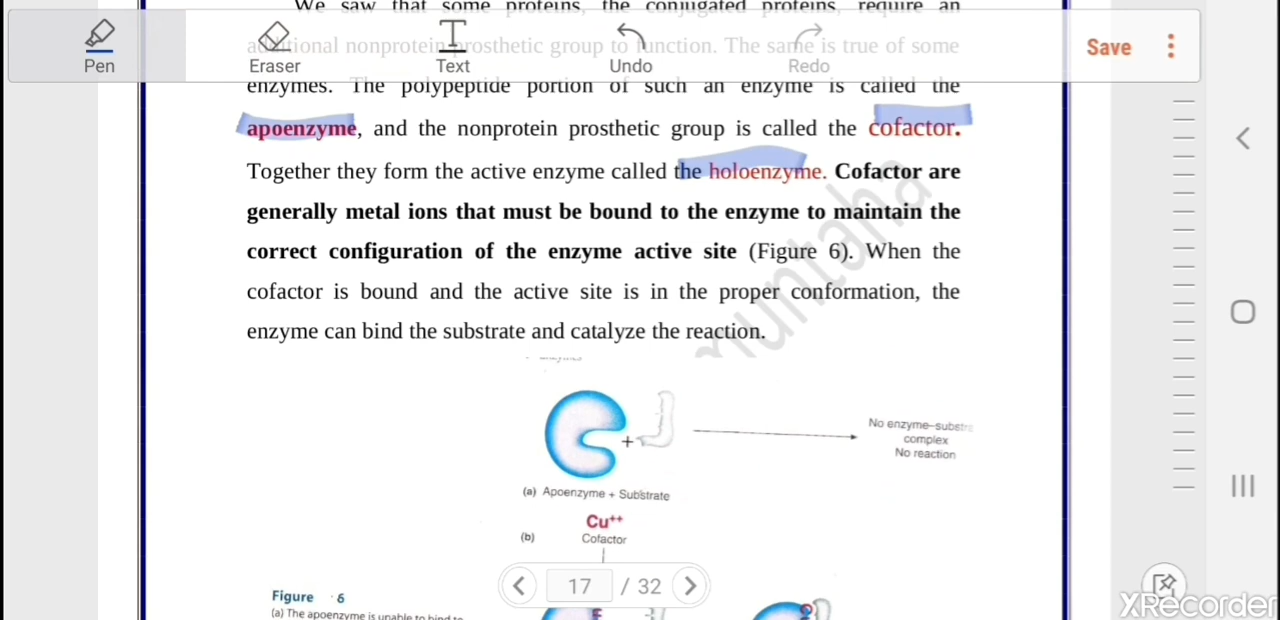 We saw that some proteins, the conjugated proteins, require an
additional nonprotein prosthetic group to function. The same is true of some
Pen
Eraser
Text
Undo
Redo
Save
enzymes. The polypeptide portion of such an enzyme is called the
apoenzyme, and the nonprotein prosthetic group is called the cofactor.
Together they form the active enzyme called the holoenzyme. Cofactor are
generally metal ions that must be bound to the enzyme to maintain the
correct configuration of the enzyme active site (Figure 6). When the
cofactor is bound and the active site is in the proper conformation, the
enzyme can bind the substrate and catalyze the reaction.
muntaha
+
No enzyme–substra
complex
No reaction
(a) Apoenzyme + Substrate
Cu⁺⁺
(b) Cofactor
17 / 32
Figure 6
(a) The apoenzyme is unable to bind to
XRecorder